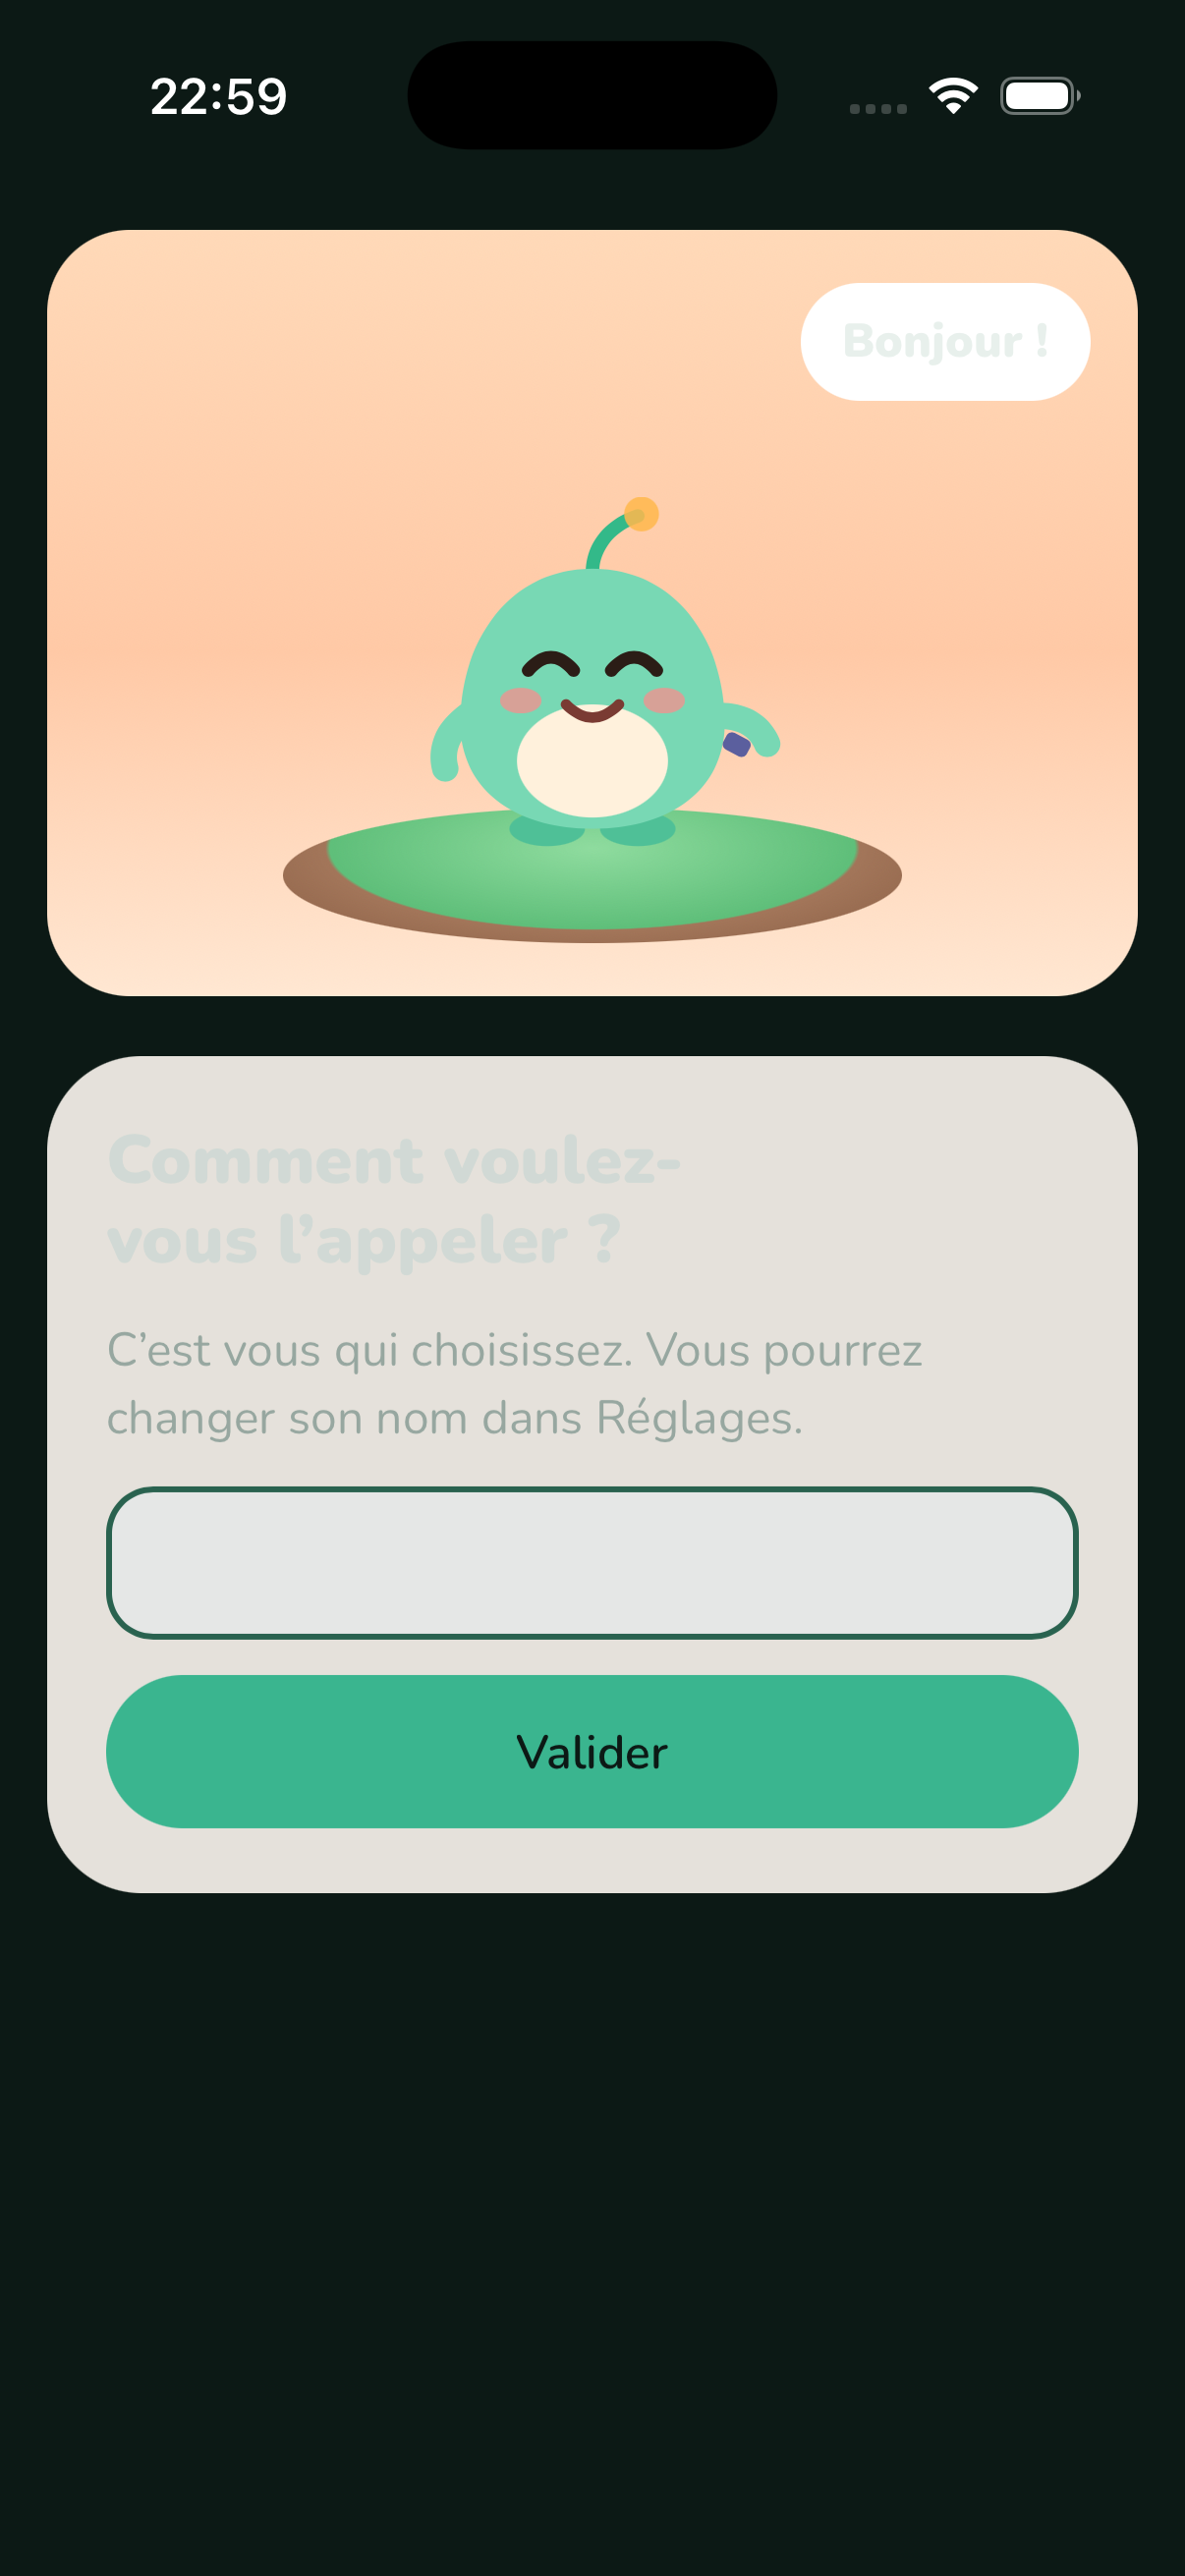 22:59
Bonjour !
Comment voulez-
vous l’appeler ?
C’est vous qui choisissez. Vous pourrez
changer son nom dans Réglages.
Valider